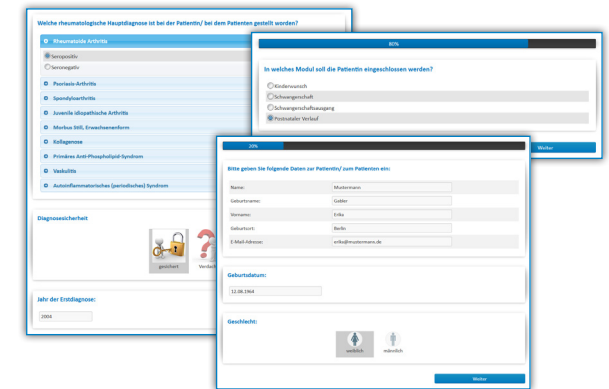 Welche rheumatologische Hauptdiagnose ist bei der Patientin/ bei dem Patienten gestellt worden?
Rheumatoide Arthritis
Seropositiv
Seronegativ
Psoriasis-Arthritis
Spondyloarthritis
Juvenile idiopathische Arthritis
Morbus Still, Erwachsenenform
Kollagenose
Primäres Anti-Phospholipid-Syndrom
Vaskulitis
Autoinflammatorisches (periodisches) Syndrom
Diagnosesicherheit
gesichert
Verdach
Jahr der Erstdiagnose:
2004
80%
In welches Modul soll die Patientin eingeschlossen werden?
Kinderwunsch
Schwangerschaft
Schwangerschaftsausgang
Postnataler Verlauf
Weiter
20%
Bitte geben Sie folgende Daten zur Patientin/ zum Patienten ein:
Name: Mustermann
Geburtsname: Gabler
Vorname: Erika
Geburtsort: Berlin
E-Mail-Adresse: erika@mustermann.de
Geburtsdatum:
12.08.1964
Geschlecht:
weiblich männlich
Weiter